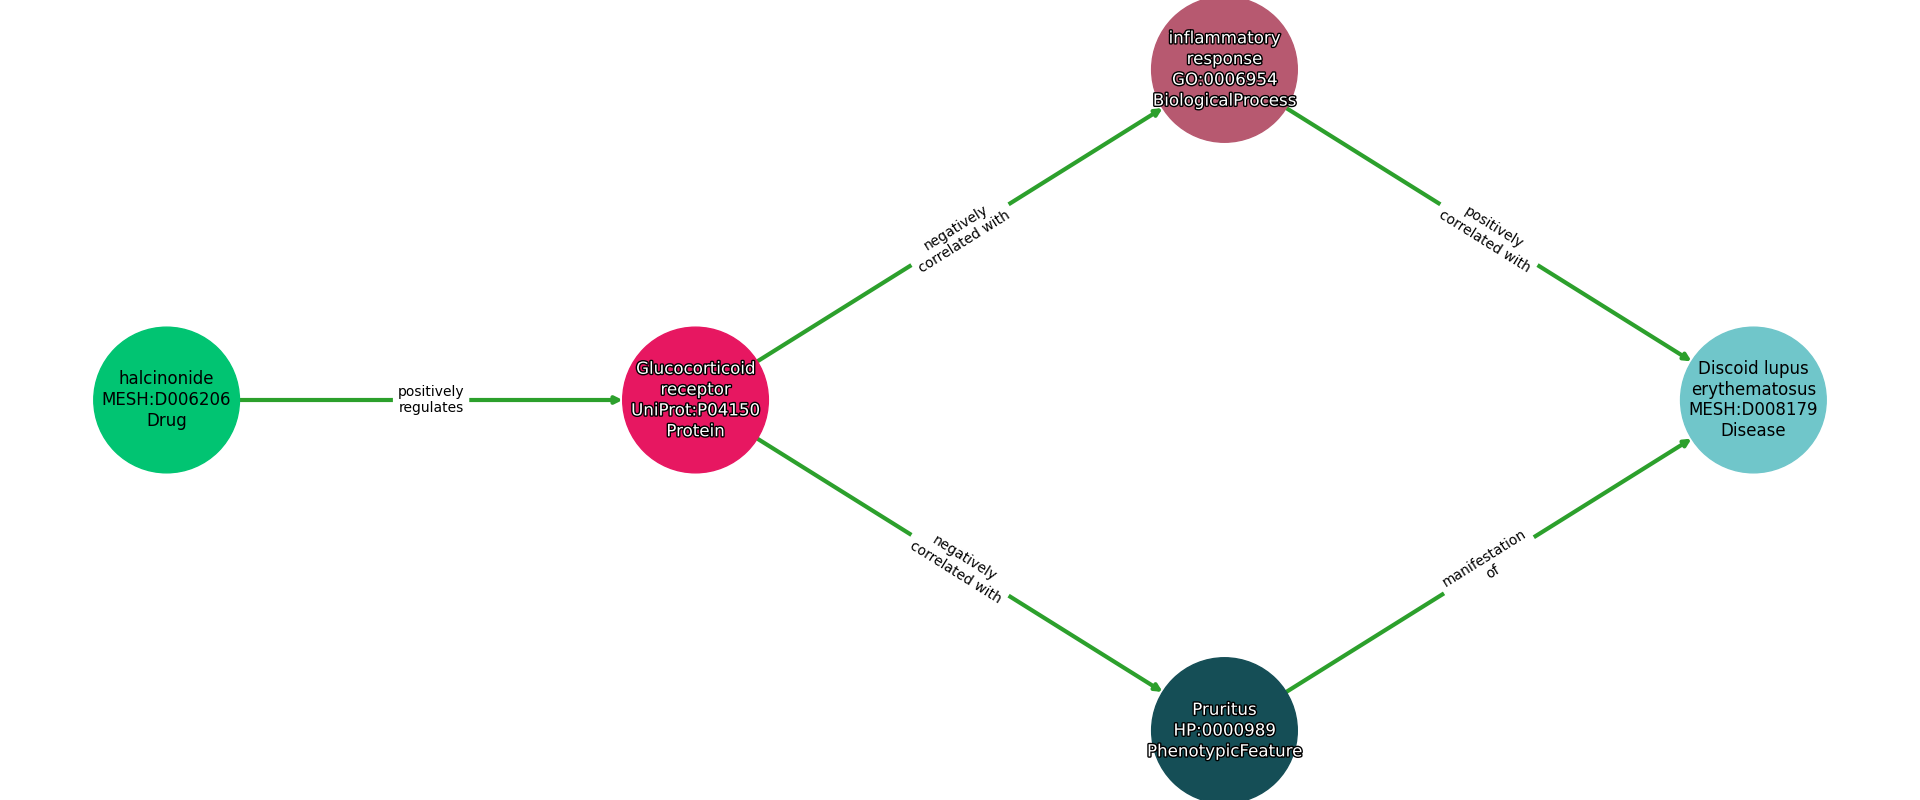 inflammatory
response
GO:0006954
BiologicalProcess
negatively
correlated with
positively
correlated with
halcinonide
MESH:D006206
Drug
positively
regulates
Glucocorticoid
receptor
UniProt:P04150
Protein
Discoid lupus
erythematosus
MESH:D008179
Disease
negatively
correlated with
manifestation
of
Pruritus
HP:0000989
PhenotypicFeature